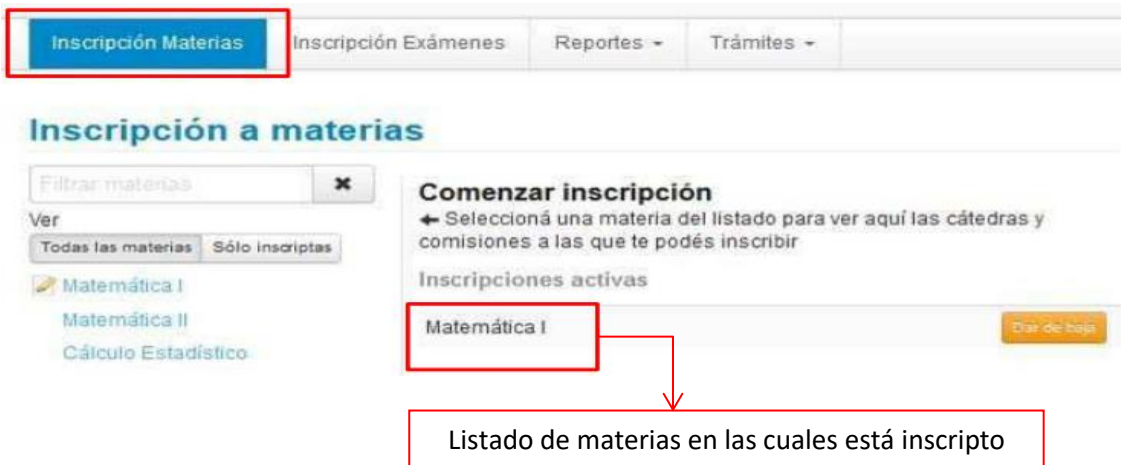 Inscripción Materias
Inscripción Exámenes
Reportes
Trámites
Inscripción a materias
Filtrar materias
Ver
Todas las materias
Sólo inscriptas
Matemática I
Matemática II
Cálculo Estadístico
Comenzar inscripción
Seleccioná una materia del listado para ver aquí las cátedras y
comisiones a las que te podés inscribir
Inscripciones activas
Matemática I
Dar de baja
Listado de materias en las cuales está inscripto